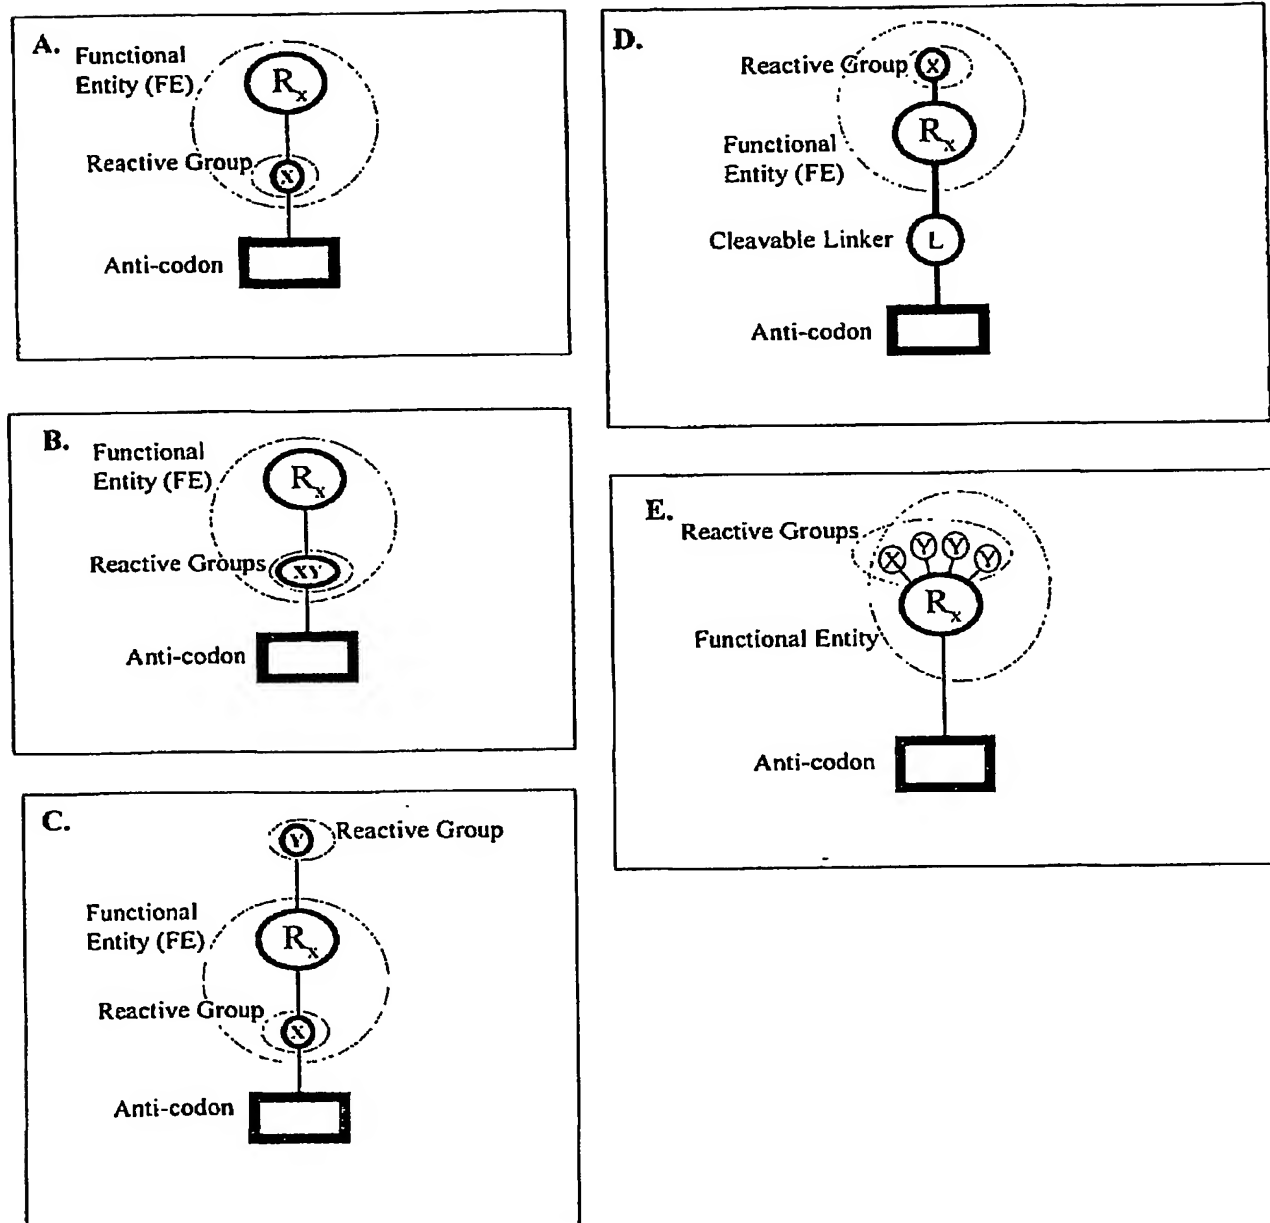 A.
Functional
Entity (FE)
Rx
Reactive Group
X
Anti-codon
B.
Functional
Entity (FE)
Rx
Reactive Groups
XY
Anti-codon
C.
Y
Reactive Group
Functional
Entity (FE)
Rx
Reactive Group
X
Anti-codon
D.
Reactive Group
X
Rx
Functional
Entity (FE)
Cleavable Linker
L
Anti-codon
E.
Reactive Groups
X Y Y Y
Rx
Functional Entity
Anti-codon